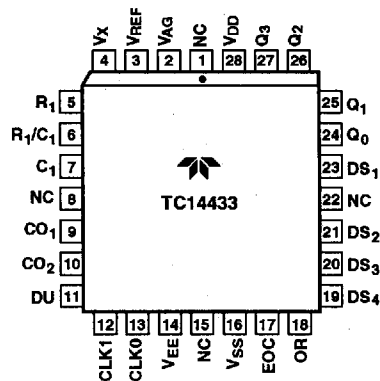 VX VREF VAG NC VDD Q3 Q2
4 3 2 1 28 27 26
R1 5 25 Q1
R1/C1 6 24 Q0
C1 7 23 DS1
NC 8 22 NC
TC14433
CO1 9 21 DS2
CO2 10 20 DS3
DU 11 19 DS4
12 13 14 15 16 17 18
CLK1 CLK0 VEE NC VSS EOC OR